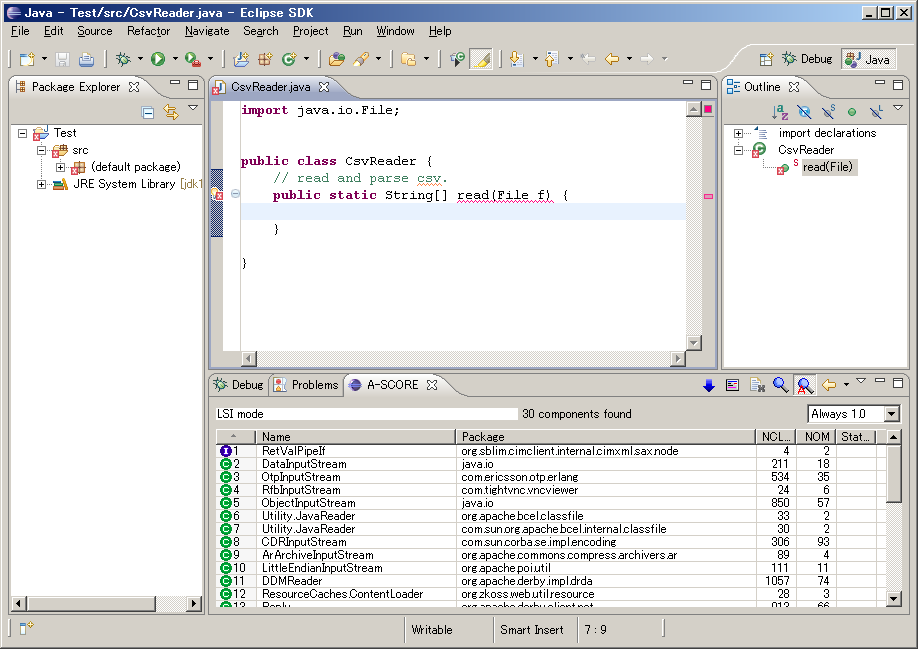 Java - Test/src/CsvReader.java - Eclipse SDK
File Edit Source Refactor Navigate Search Project Run Window Help
Debug Java
Package Explorer
Test
src
(default package)
JRE System Library [jdk1
CsvReader.java
import java.io.File;
public class CsvReader {
// read and parse csv.
public static String[] read(File f) {
}
}
Outline
import declarations
CsvReader
read(File)
Debug Problems A-SCORE
LSI mode 30 components found Always 1.0
Name Package NCL... NOM Stat...
1 RetValPipeIf org.sblim.cimclient.internal.cimxml.sax.node 4 2
2 DataInputStream java.io 211 18
3 OtpInputStream com.ericsson.otp.erlang 534 35
4 RfbInputStream com.tightvnc.vncviewer 24 6
5 ObjectInputStream java.io 850 57
6 Utility.JavaReader org.apache.bcel.classfile 33 2
7 Utility.JavaReader com.sun.org.apache.bcel.internal.classfile 30 2
8 CDRInputStream com.sun.corba.se.impl.encoding 306 93
9 ArArchiveInputStream org.apache.commons.compress.archivers.ar 89 4
10 LittleEndianInputStream org.apache.poi.util 111 11
11 DDMReader org.apache.derby.impl.drda 1057 74
12 ResourceCaches.ContentLoader org.zkoss.web.util.resource 28 3
13 Reply org.apache.derby.client.net 913 66
Writable Smart Insert 7 : 9